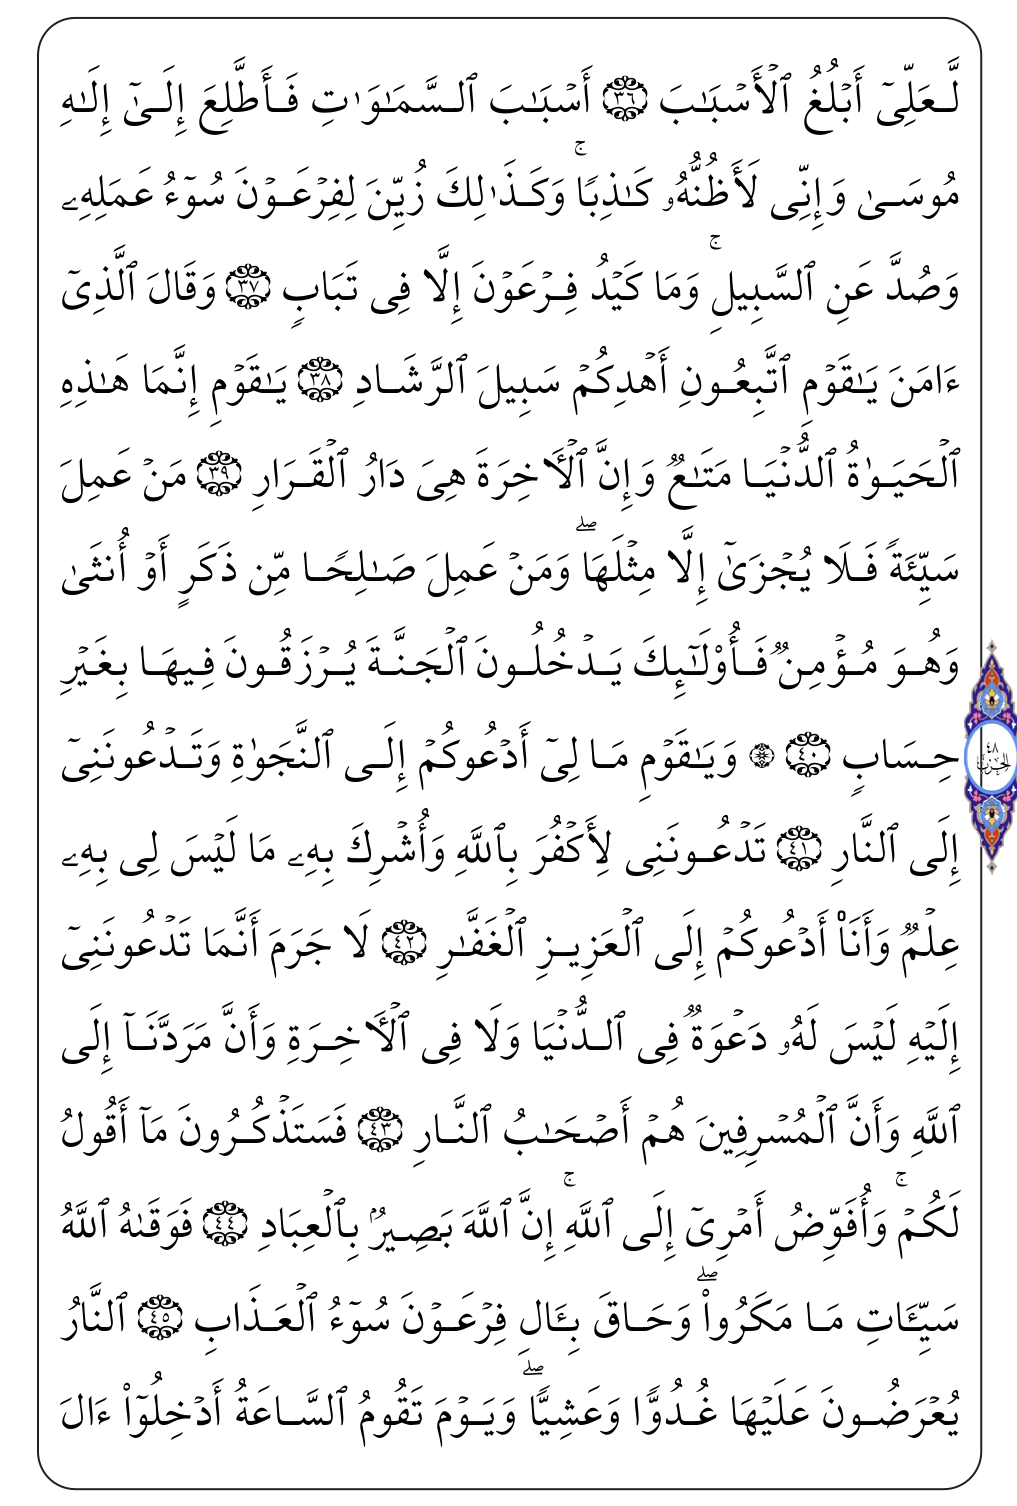 لَّعَلِّىٓ أَبۡلُغُ ٱلۡأَسۡبَـٰبَ ٣٦ أَسۡبَـٰبَ ٱلسَّمَـٰوَٰتِ فَأَطَّلِعَ إِلَىٰٓ إِلَـٰهِ
مُوسَىٰ وَإِنِّى لَأَظُنُّهُۥ كَـٰذِبًا ۚ وَكَذَٰلِكَ زُيِّنَ لِفِرۡعَوۡنَ سُوٓءُ عَمَلِهِۦ
وَصُدَّ عَنِ ٱلسَّبِيلِ ۚ وَمَا كَيۡدُ فِرۡعَوۡنَ إِلَّا فِى تَبَابٍ ٣٧ وَقَالَ ٱلَّذِىٓ
ءَامَنَ يَـٰقَوۡمِ ٱتَّبِعُونِ أَهۡدِكُمۡ سَبِيلَ ٱلرَّشَادِ ٣٨ يَـٰقَوۡمِ إِنَّمَا هَـٰذِهِ
ٱلۡحَيَوٰةُ ٱلدُّنۡيَا مَتَـٰعٌ وَإِنَّ ٱلۡأَخِرَةَ هِىَ دَارُ ٱلۡقَرَارِ ٣٩ مَنۡ عَمِلَ
سَيِّئَةً فَلَا يُجۡزَىٰٓ إِلَّا مِثۡلَهَا ۖ وَمَنۡ عَمِلَ صَـٰلِحًا مِّن ذَكَرٍ أَوۡ أُنثَىٰ
وَهُوَ مُؤۡمِنٌ فَأُو۟لَـٰٓئِكَ يَدۡخُلُونَ ٱلۡجَنَّةَ يُرۡزَقُونَ فِيهَا بِغَيۡرِ
حِسَابٍ ٤٠ ۞ وَيَـٰقَوۡمِ مَا لِىٓ أَدۡعُوكُمۡ إِلَى ٱلنَّجَوٰةِ وَتَدۡعُونَنِىٓ
الحزب ٤٨
إِلَى ٱلنَّارِ ٤١ تَدۡعُونَنِى لِأَكۡفُرَ بِٱللَّهِ وَأُشۡرِكَ بِهِۦ مَا لَيۡسَ لِى بِهِۦ
عِلۡمٌ وَأَنَا۠ أَدۡعُوكُمۡ إِلَى ٱلۡعَزِيزِ ٱلۡغَفَّـٰرِ ٤٢ لَا جَرَمَ أَنَّمَا تَدۡعُونَنِىٓ
إِلَيۡهِ لَيۡسَ لَهُۥ دَعۡوَةٌ فِى ٱلدُّنۡيَا وَلَا فِى ٱلۡأَخِرَةِ وَأَنَّ مَرَدَّنَآ إِلَى
ٱللَّهِ وَأَنَّ ٱلۡمُسۡرِفِينَ هُمۡ أَصۡحَـٰبُ ٱلنَّارِ ٤٣ فَسَتَذۡكُرُونَ مَآ أَقُولُ
لَكُمۡ ۚ وَأُفَوِّضُ أَمۡرِىٓ إِلَى ٱللَّهِ ۚ إِنَّ ٱللَّهَ بَصِيرٌۢ بِٱلۡعِبَادِ ٤٤ فَوَقَىٰهُ ٱللَّهُ
سَيِّـَٔاتِ مَا مَكَرُوا۟ ۖ وَحَاقَ بِـَٔالِ فِرۡعَوۡنَ سُوٓءُ ٱلۡعَذَابِ ٤٥ ٱلنَّارُ
يُعۡرَضُونَ عَلَيۡهَا غُدُوًّا وَعَشِيًّا ۖ وَيَوۡمَ تَقُومُ ٱلسَّاعَةُ أَدۡخِلُوٓا۟ ءَالَ